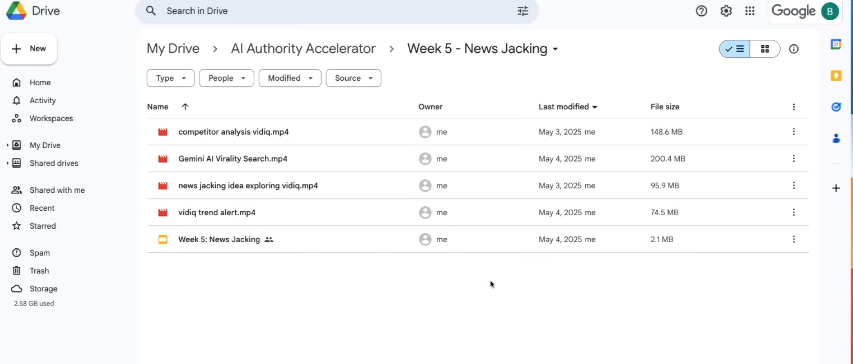 Drive
Search in Drive
Google B
New
My Drive > AI Authority Accelerator > Week 5 - News Jacking
Type People Modified Source
Home
Activity
Workspaces
My Drive
Shared drives
Shared with me
Recent
Starred
Spam
Trash
Storage
2.58 GB used
Name Owner Last modified File size
competitor analysis vidiq.mp4 me May 3, 2025 me 148.6 MB
Gemini AI Virality Search.mp4 me May 4, 2025 me 200.4 MB
news jacking idea exploring vidiq.mp4 me May 3, 2025 me 95.9 MB
vidiq trend alert.mp4 me May 4, 2025 me 74.5 MB
Week 5: News Jacking me May 4, 2025 me 2.1 MB